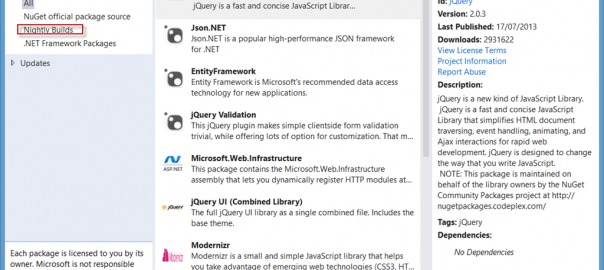 All
NuGet official package source
Nightly Builds
.NET Framework Packages
Updates
Each package is licensed to you by its
owner. Microsoft is not responsible
jQuery is a fast and concise JavaScript Librar...
Json.NET
Json.NET is a popular high-performance JSON framework
for .NET
EntityFramework
Entity Framework is Microsoft's recommended data access
technology for new applications.
jQuery Validation
This jQuery plugin makes simple clientside form validation
trivial, while offering lots of option for customization. That m...
ASP.NET
Microsoft.Web.Infrastructure
This package contains the Microsoft.Web.Infrastructure
assembly that lets you dynamically register HTTP modules at...
jQuery
jQuery UI (Combined Library)
The full jQuery UI library as a single combined file. Includes the
base theme.
Modernizr
Modernizr
Modernizr is a small and simple JavaScript library that helps
you take advantage of emerging web technologies (CSS3, HT...
Id: jQuery
Version: 2.0.3
Last Published: 17/07/2013
Downloads: 2931622
View License Terms
Project Information
Report Abuse
Description:
jQuery is a new kind of JavaScript Library.
jQuery is a fast and concise JavaScript
Library that simplifies HTML document
traversing, event handling, animating, and
Ajax interactions for rapid web
development. jQuery is designed to change
the way that you write JavaScript.
NOTE: This package is maintained on
behalf of the library owners by the NuGet
Community Packages project at http://
nugetpackages.codeplex.com/
Tags: jQuery
Dependencies:
No Dependencies